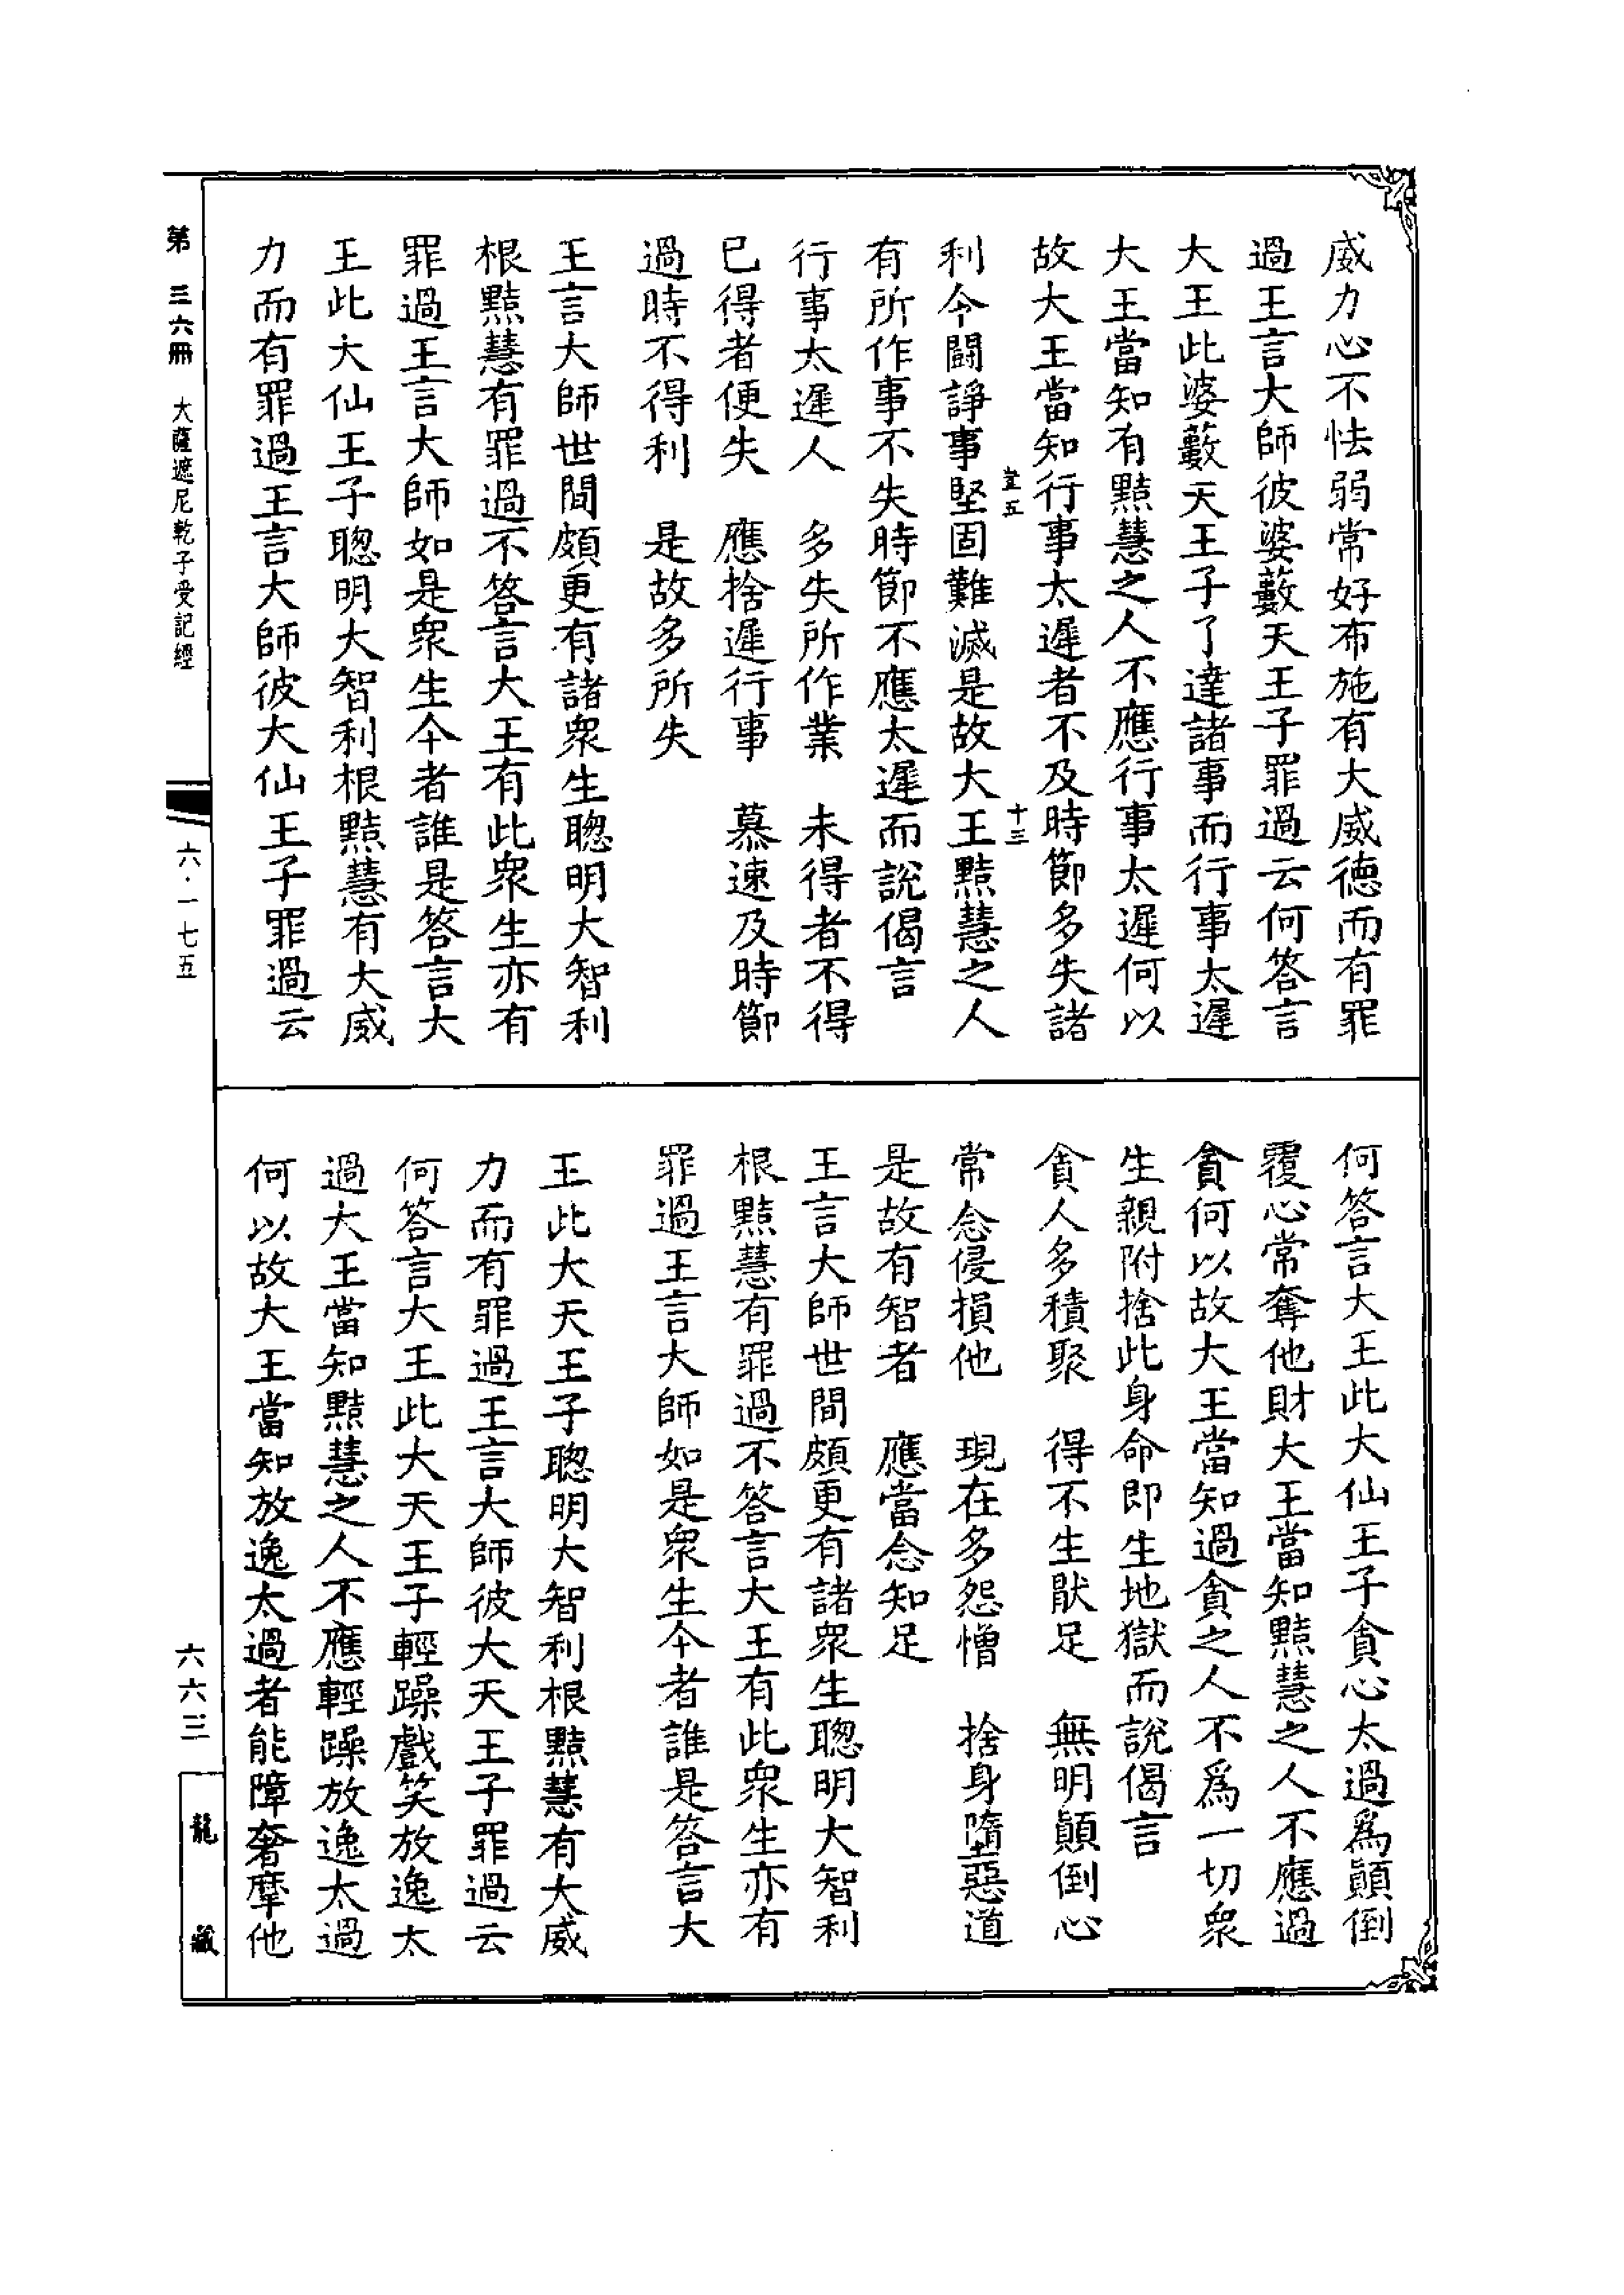 威力心不怯弱常好布施有大威德而有罪
過王言大師彼婆藪天王子罪過云何答言
大王此婆藪天王子了達諸事而行事太遲
大王當知有黠慧之人不應行事太遲何以
故大王當知行事太遲者不及時節多失諸
利今鬪諍事堅固難滅是故大王黠慧之人
有所作事不失時節不應太遲而說偈言
行事太遲人　多失所作業　未得者不得
已得者便失　應捨遲行事　慕速及時節
過時不得利　是故多所失
王言大師世間頗更有諸衆生聰明大智利
根黠慧有罪過不答言大王有此衆生亦有
罪過王言大師如是衆生今者誰是答言大
王此大仙王子聰明大智利根黠慧有大威
力而有罪過王言大師彼大仙王子罪過云
何答言大王此大仙王子貪心太過爲顛倒
覆心常奪他財大王當知黠慧之人不應過
貪何以故大王當知過貪之人不爲一切衆
生親附捨此身命即生地獄而說偈言
貪人多積聚　得不生猒足　無明顛倒心
常念侵損他　現在多怨憎　捨身墮惡道
是故有智者　應當念知足
王言大師世間頗更有諸衆生聰明大智利
根黠慧有罪過不答言大王有此衆生亦有
罪過王言大師如是衆生今者誰是答言大
王此大天王子聰明大智利根黠慧有大威
力而有罪過王言大師彼大天王子罪過云
何答言大王此大天王子輕躁戲笑放逸太
過大王當知黠慧之人不應輕躁放逸太過
何以故大王當知放逸太過者能障奢摩他
十三
第三六冊　大薩遮尼乾子受記經
六·一七五
六六三
龍藏